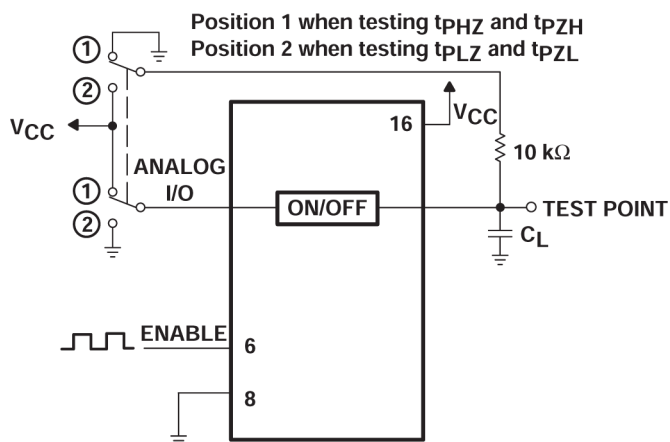 Position 1 when testing tPHZ and tPZH
Position 2 when testing tPLZ and tPZL
1
2
VCC
16
VCC
10 kΩ
ANALOG
I/O
1
2
ON/OFF
TEST POINT
CL
ENABLE
6
8